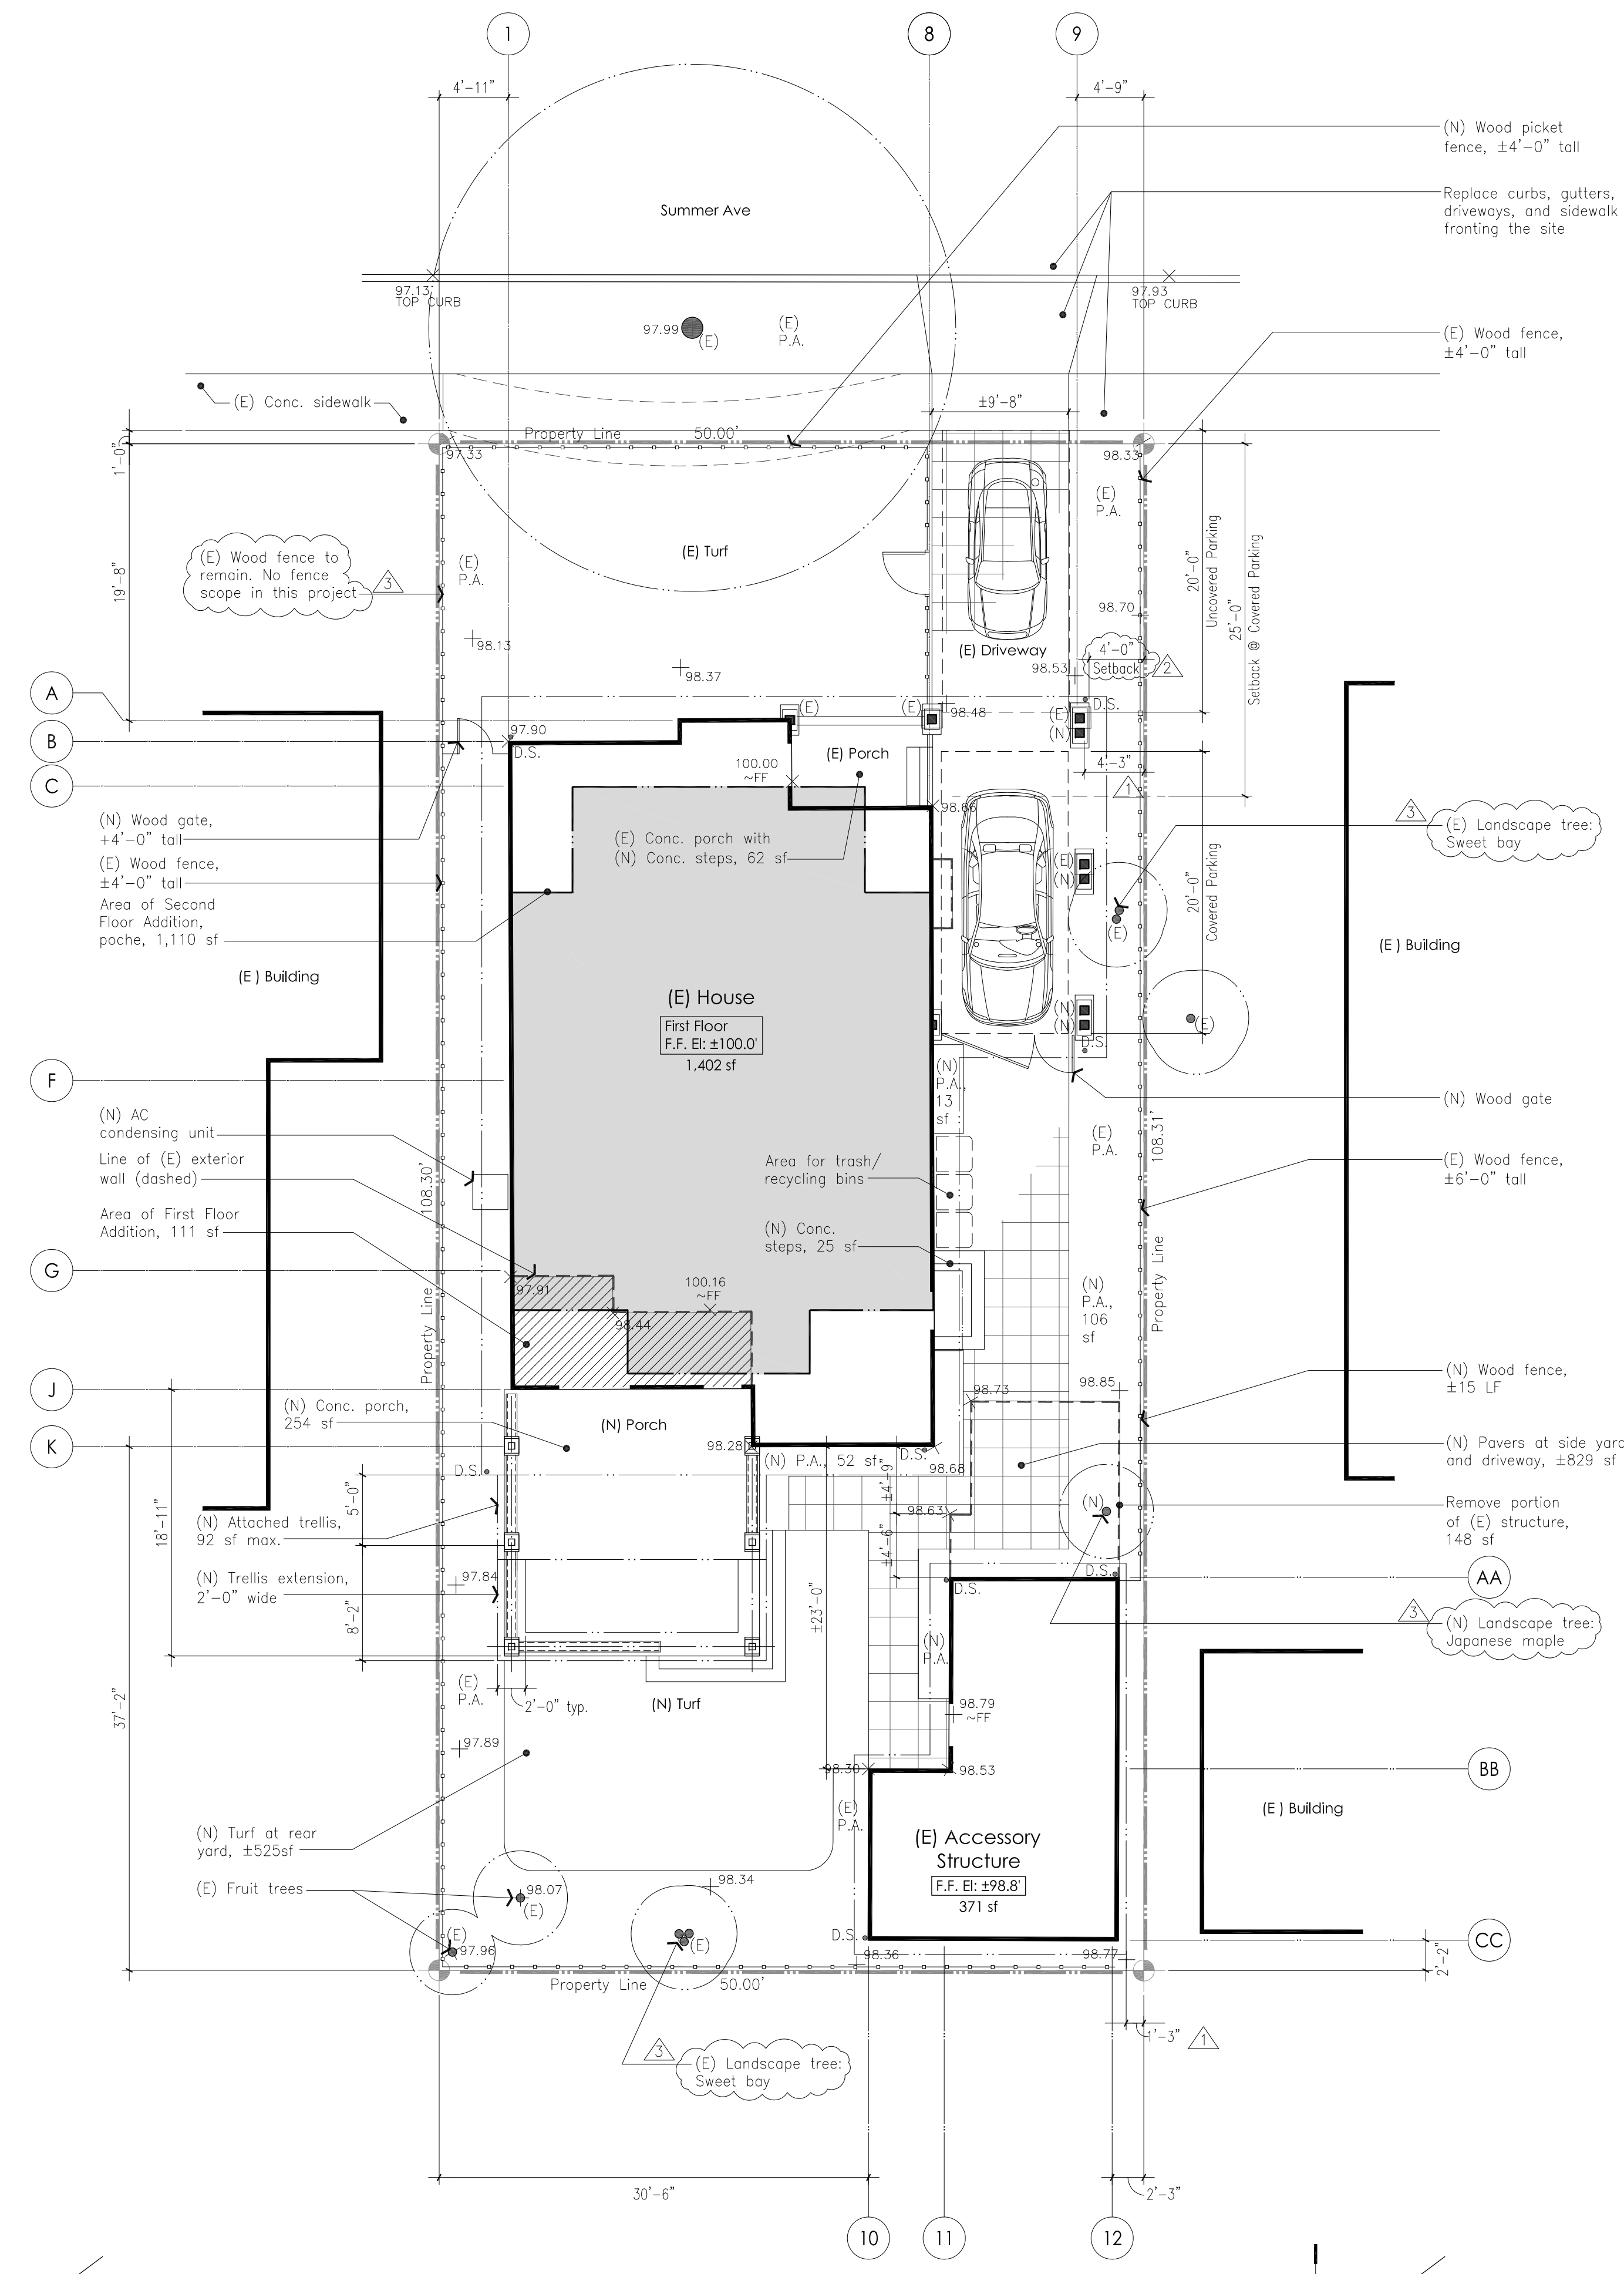 1
8
9
4'-11"
4'-9"
(N) Wood picket
fence, ±4'-0" tall
Replace curbs, gutters,
driveways, and sidewalk
fronting the site
Summer Ave
97.13
TOP CURB
97.93
TOP CURB
97.99
(E)
(E)
P.A.
(E) Wood fence,
±4'-0" tall
(E) Conc. sidewalk
±9'-8"
Property Line
50.00'
1'-0"
97.33
98.33
(E)
P.A.
(E) Turf
(E) Wood fence to
remain. No fence
scope in this project
3
(E)
P.A.
19'-8"
20'-0"
Uncovered Parking
25'-0"
Setback @ Covered Parking
98.70
98.13
98.37
(E) Driveway
98.53
4'-0"
Setback
2
A
B
C
(E)
(E)
98.48
D.S.
(E)
(N)
97.90
D.S.
(E) Porch
100.00
~FF
4'-3"
1
98.66
(N) Wood gate,
+4'-0" tall
(E) Wood fence,
±4'-0" tall
Area of Second
Floor Addition,
poche, 1,110 sf
(E) Conc. porch with
(N) Conc. steps, 62 sf
(E)
(N)
3
(E) Landscape tree:
Sweet bay
(E)
20'-0"
Covered Parking
(E ) Building
(E ) Building
(E) House
First Floor
F.F. El: ±100.0'
1,402 sf
(N)
(N)
(E)
D.S.
F
(N)
P.A.,
13
sf
(N) Wood gate
(N) AC
condensing unit
Line of (E) exterior
wall (dashed)
Area of First Floor
Addition, 111 sf
(E)
P.A.
108.31'
108.30'
Area for trash/
recycling bins
(E) Wood fence,
±6'-0" tall
(N) Conc.
steps, 25 sf
Property Line
Property Line
G
97.91
100.16
~FF
98.44
(N)
P.A.,
106
sf
J
K
(N) Conc. porch,
254 sf
(N) Porch
98.73
98.85
(N) Wood fence,
±15 LF
98.28
(N) P.A., 52 sf
D.S.
98.68
D.S.
(N) Pavers at side yard
and driveway, ±829 sf
±4'-9"
±4'-6"
98.63
(N)
Remove portion
of (E) structure,
148 sf
18'-11"
5'-0"
(N) Attached trellis,
92 sf max.
(N) Trellis extension,
2'-0" wide
97.84
8'-2"
±23'-0"
D.S.
D.S.
AA
3
(N) Landscape tree:
Japanese maple
(N)
P.A.
(E)
P.A.
2'-0" typ.
(N) Turf
98.79
~FF
37'-2"
97.89
98.30
98.53
BB
(E)
P.A.
(E ) Building
(N) Turf at rear
yard, ±525sf
(E) Accessory
Structure
F.F. El: ±98.8'
371 sf
(E) Fruit trees
98.07
(E)
98.34
(E)
97.96
(E)
D.S.
98.36
98.77
CC
2'-2"
Property Line
50.00'
1'-3"
1
3
(E) Landscape tree:
Sweet bay
30'-6"
2'-3"
10
11
12